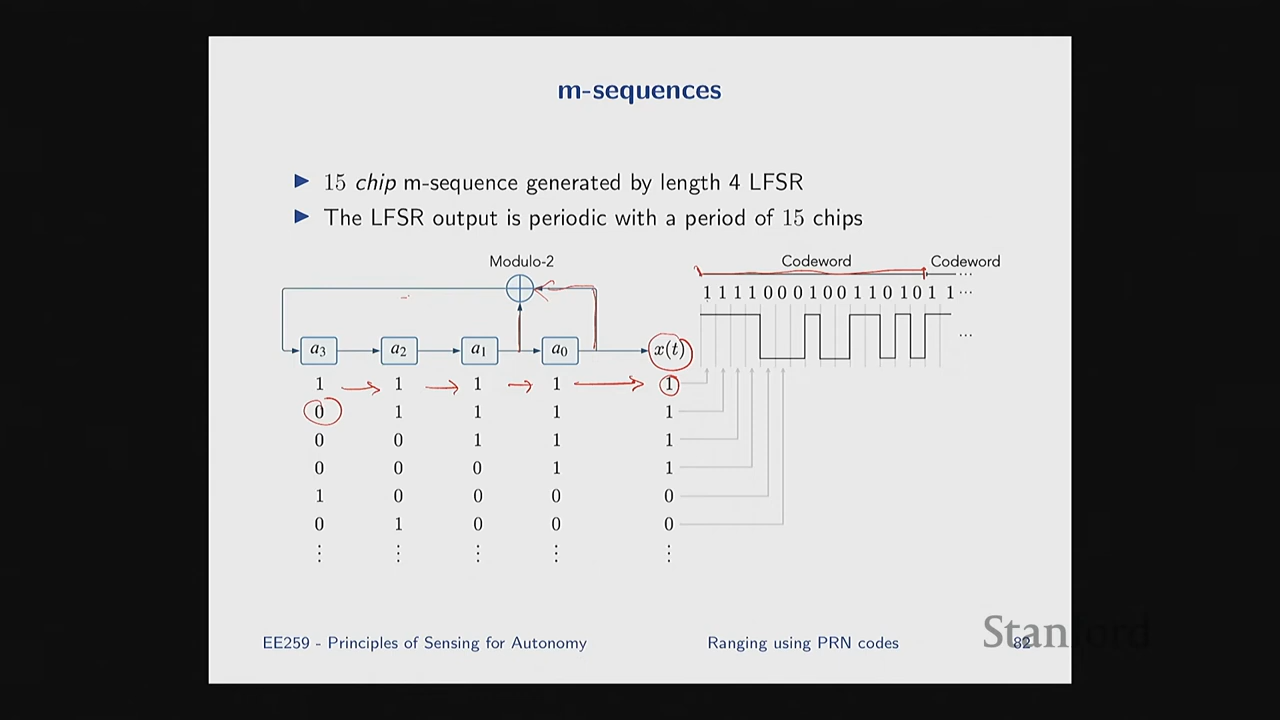 m-sequences
▶ 15 chip m-sequence generated by length 4 LFSR
▶ The LFSR output is periodic with a period of 15 chips
Modulo-2
a3 a2 a1 a0 x(t)
1 1 1 1 1
0 1 1 1 1
0 0 1 1 1
0 0 0 1 1
1 0 0 0 0
0 1 0 0 0
⋮ ⋮ ⋮ ⋮ ⋮
Codeword Codeword
...
1 1 1 1 0 0 0 1 0 0 1 1 0 1 0 1 1 ...
...
EE259 - Principles of Sensing for Autonomy
Ranging using PRN codes
82
Stanford